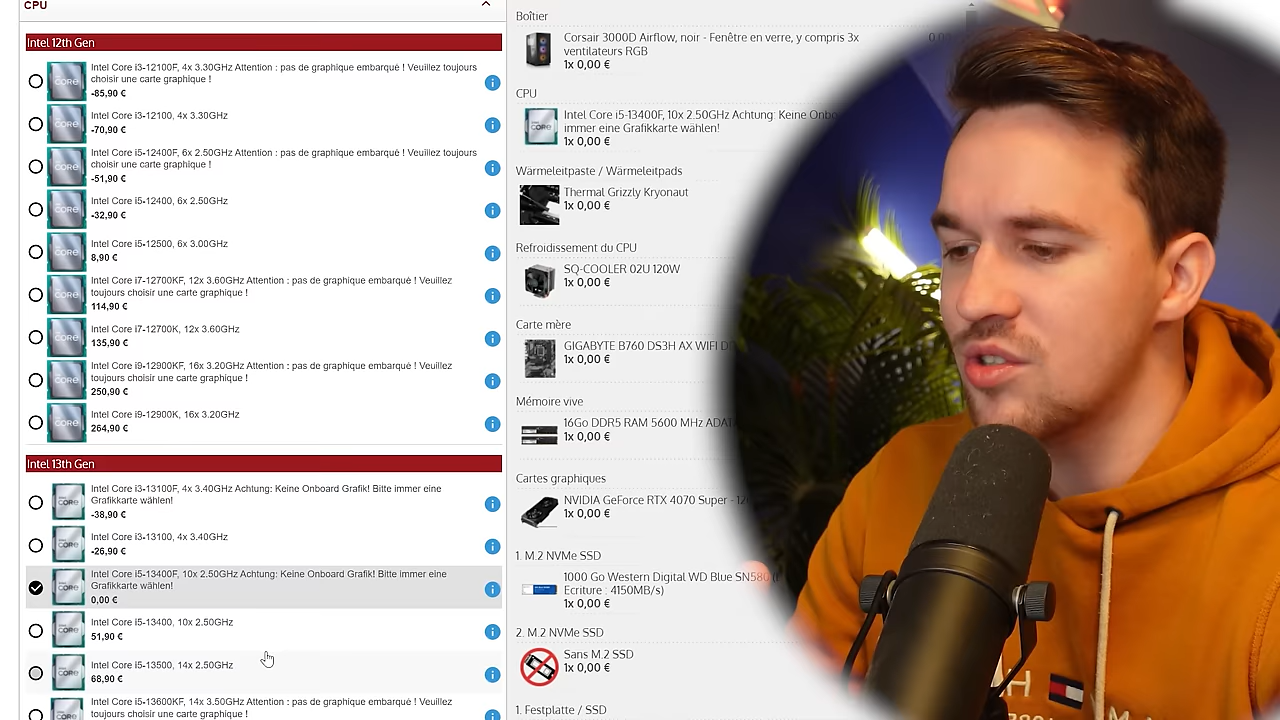 CPU
Intel 12th Gen
Intel Core i3-12100F, 4x 3.30GHz Attention : pas de graphique embarqué ! Veuillez toujours
choisir une carte graphique !
-85,90 €
Intel Core i3-12100, 4x 3.30GHz
-70,90 €
Intel Core i5-12400F, 6x 2.50GHz Attention : pas de graphique embarqué ! Veuillez toujours
choisir une carte graphique !
-51,90 €
Intel Core i5-12400, 6x 2.50GHz
-32,90 €
Intel Core i5-12500, 6x 3.00GHz
8,90 €
Intel Core i7-12700KF, 12x 3.60GHz Attention : pas de graphique embarqué ! Veuillez
toujours choisir une carte graphique !
114,90 €
Intel Core i7-12700K, 12x 3.60GHz
135,90 €
Intel Core i9-12900KF, 16x 3.20GHz Attention : pas de graphique embarqué ! Veuillez
toujours choisir une carte graphique !
250,90 €
Intel Core i9-12900K, 16x 3.20GHz
264,90 €
Intel 13th Gen
Intel Core i3-13100F, 4x 3.40GHz Achtung: Keine Onboard Grafik! Bitte immer eine
Grafikkarte wählen!
-38,90 €
Intel Core i3-13100, 4x 3.40GHz
-26,90 €
Intel Core i5-13400F, 10x 2.50GHz Achtung: Keine Onboard Grafik! Bitte immer eine
Grafikkarte wählen!
0,00 €
Intel Core i5-13400, 10x 2.50GHz
51,90 €
Intel Core i5-13500, 14x 2.50GHz
68,90 €
Intel Core i5-13600KF, 14x 3.50GHz Attention : pas de graphique embarqué ! Veuillez
toujours choisir une carte graphique !
Boîtier
Corsair 3000D Airflow, noir - Fenêtre en verre, y compris 3x
ventilateurs RGB
1x 0,00 €
CPU
Intel Core i5-13400F, 10x 2.50GHz Achtung: Keine Onbo
immer eine Grafikkarte wählen!
1x 0,00 €
Wärmeleitpaste / Wärmeleitpads
Thermal Grizzly Kryonaut
1x 0,00 €
Refroidissement du CPU
SQ-COOLER 02U 120W
1x 0,00 €
Carte mère
GIGABYTE B760 DS3H AX WIFI D
1x 0,00 €
Mémoire vive
16Go DDR5 RAM 5600 MHz ADAT
1x 0,00 €
Cartes graphiques
NVIDIA GeForce RTX 4070 Super - 12
1x 0,00 €
1. M.2 NVMe SSD
1000 Go Western Digital WD Blue SN580
Ecriture : 4150MB/s)
1x 0,00 €
2. M.2 NVMe SSD
Sans M.2 SSD
1x 0,00 €
1. Festplatte / SSD